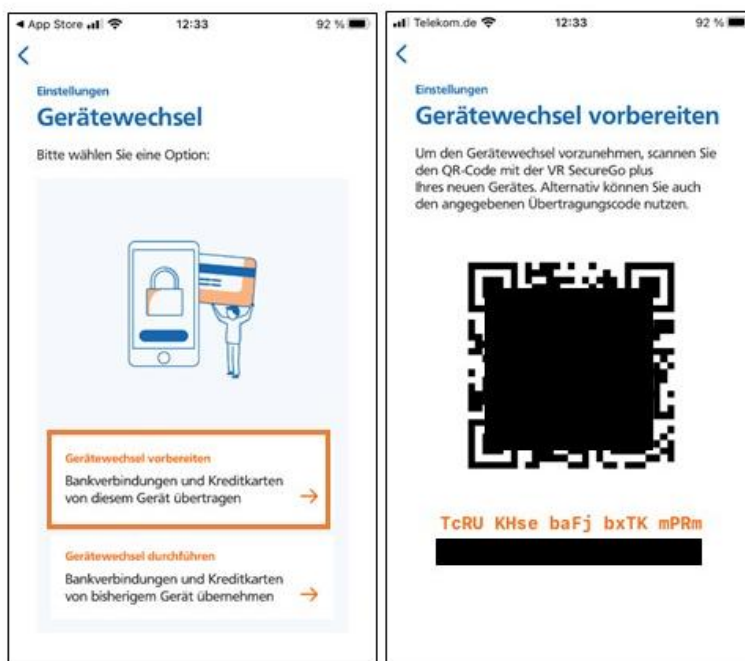 App Store 12:33 92 %
Einstellungen
Gerätewechsel
Bitte wählen Sie eine Option:
Gerätewechsel vorbereiten
Bankverbindungen und Kreditkarten
von diesem Gerät übertragen
Gerätewechsel durchführen
Bankverbindungen und Kreditkarten
von bisherigem Gerät übernehmen
Telekom.de 12:33 92 %
Einstellungen
Gerätewechsel vorbereiten
Um den Gerätewechsel vorzunehmen, scannen Sie
den QR-Code mit der VR SecureGo plus
Ihres neuen Gerätes. Alternativ können Sie auch
den angegebenen Übertragungscode nutzen.
TcRU KHse baFj bxTK mPRm